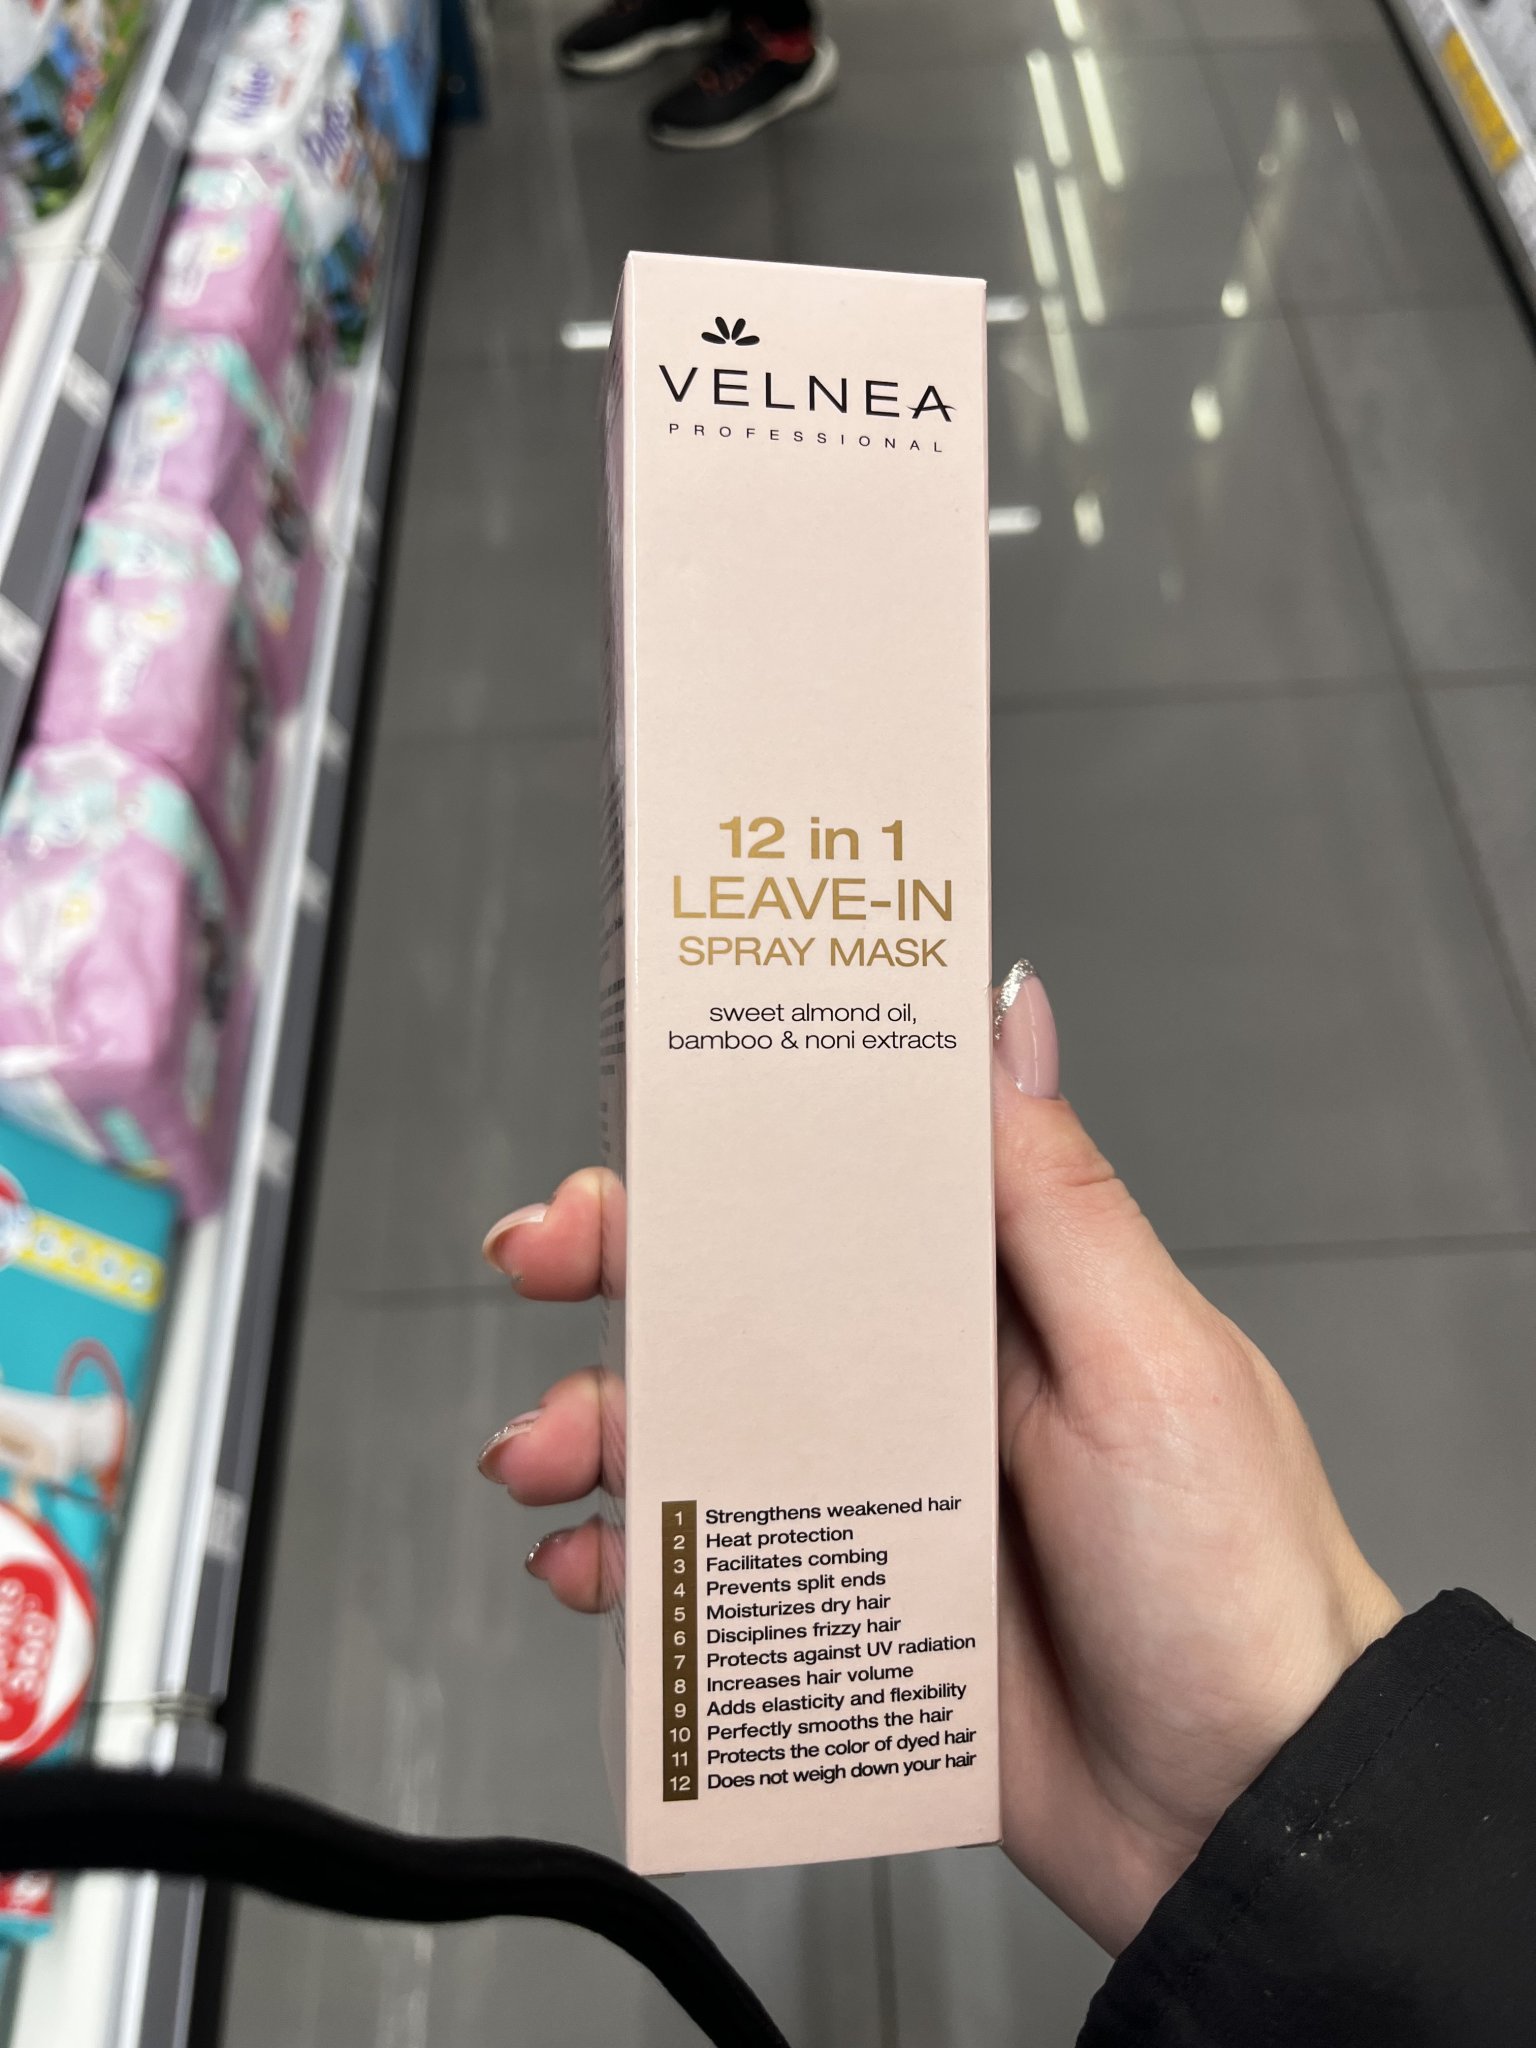 VELNEA
PROFESSIONAL
12 in 1
LEAVE-IN
SPRAY MASK
sweet almond oil,
bamboo & noni extracts
1 Strengthens weakened hair
2 Heat protection
3 Facilitates combing
4 Prevents split ends
5 Moisturizes dry hair
6 Disciplines frizzy hair
7 Protects against UV radiation
8 Increases hair volume
9 Adds elasticity and flexibility
10 Perfectly smooths the hair
11 Protects the color of dyed hair
12 Does not weigh down your hair